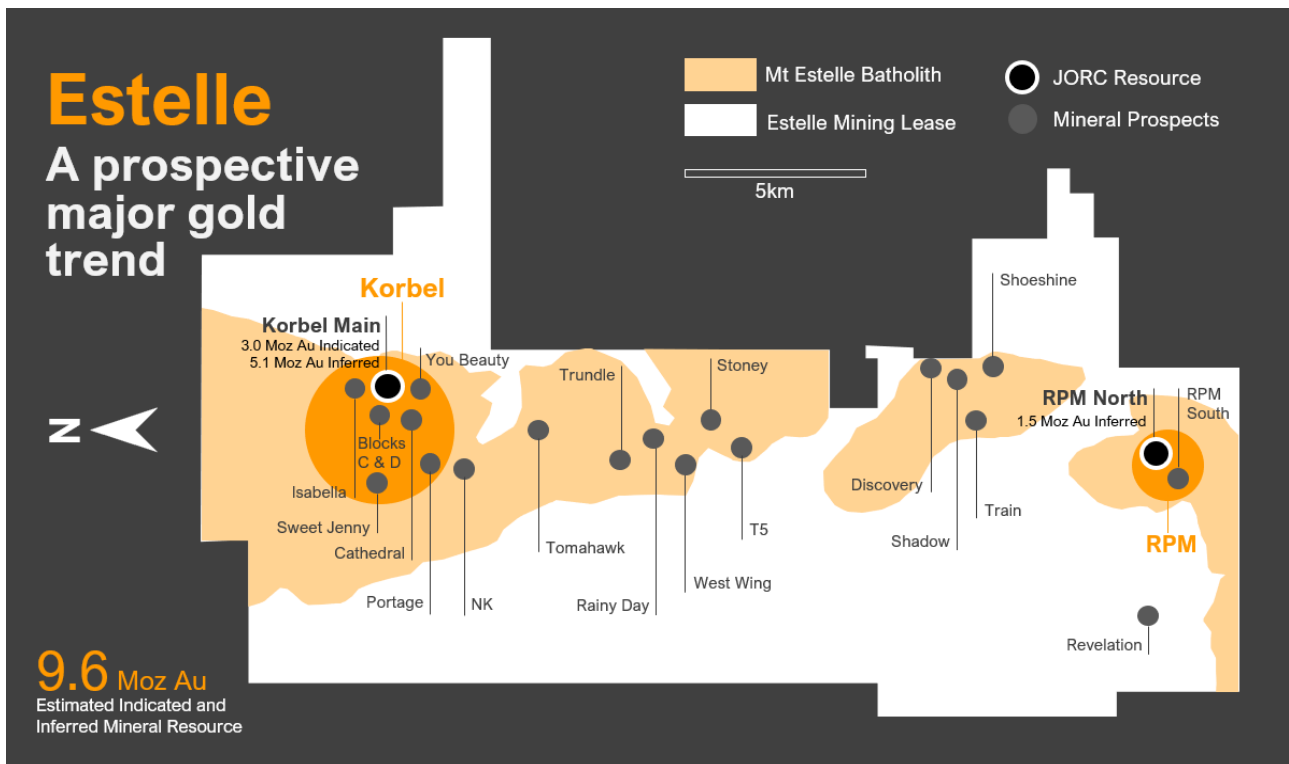 Estelle
A prospective
major gold
trend
Mt Estelle Batholith
Estelle Mining Lease
JORC Resource
Mineral Prospects
5km
Korbel
Korbel Main
3.0 Moz Au Indicated
5.1 Moz Au Inferred
You Beauty
Trundle
Stoney
Shoeshine
RPM North
1.5 Moz Au Inferred
RPM
South
N
Blocks
C & D
Isabella
Sweet Jenny
Cathedral
Portage
NK
Tomahawk
Rainy Day
West Wing
T5
Discovery
Shadow
Train
RPM
Revelation
9.6 Moz Au
Estimated Indicated and
Inferred Mineral Resource